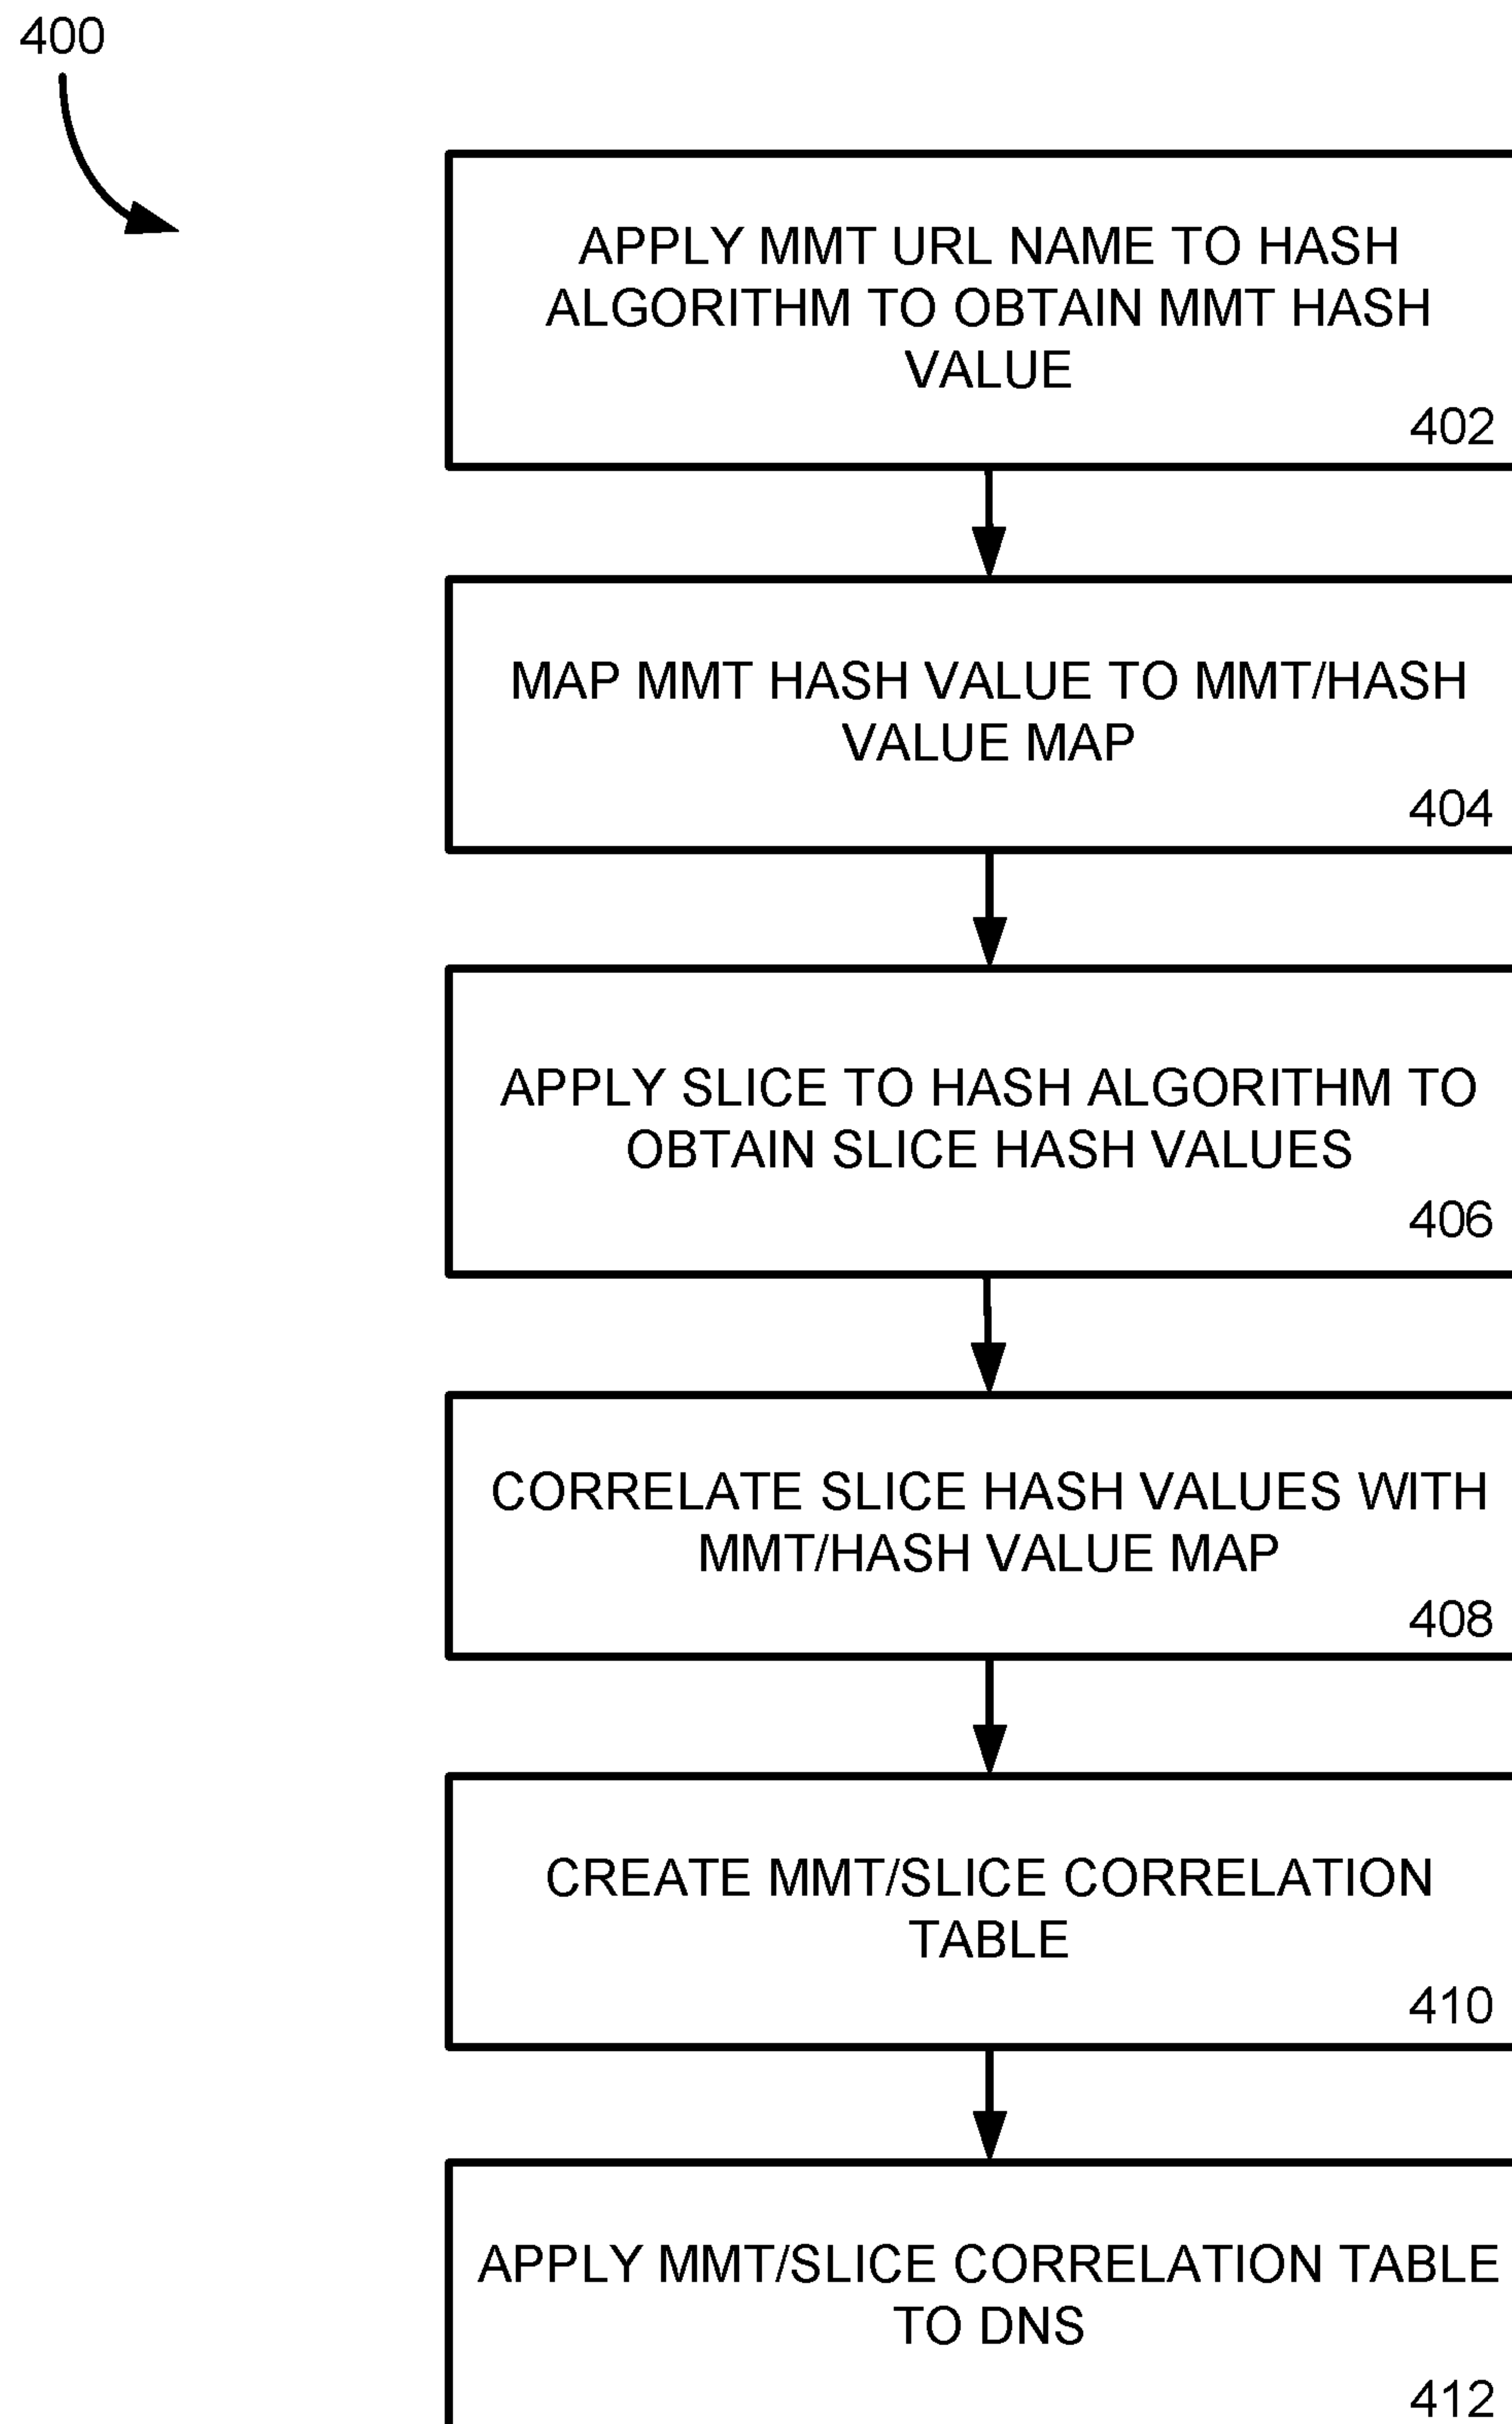 400
APPLY MMT URL NAME TO HASH
ALGORITHM TO OBTAIN MMT HASH
VALUE
402
MAP MMT HASH VALUE TO MMT/HASH
VALUE MAP
404
APPLY SLICE TO HASH ALGORITHM TO
OBTAIN SLICE HASH VALUES
406
CORRELATE SLICE HASH VALUES WITH
MMT/HASH VALUE MAP
408
CREATE MMT/SLICE CORRELATION
TABLE
410
APPLY MMT/SLICE CORRELATION TABLE
TO DNS
412